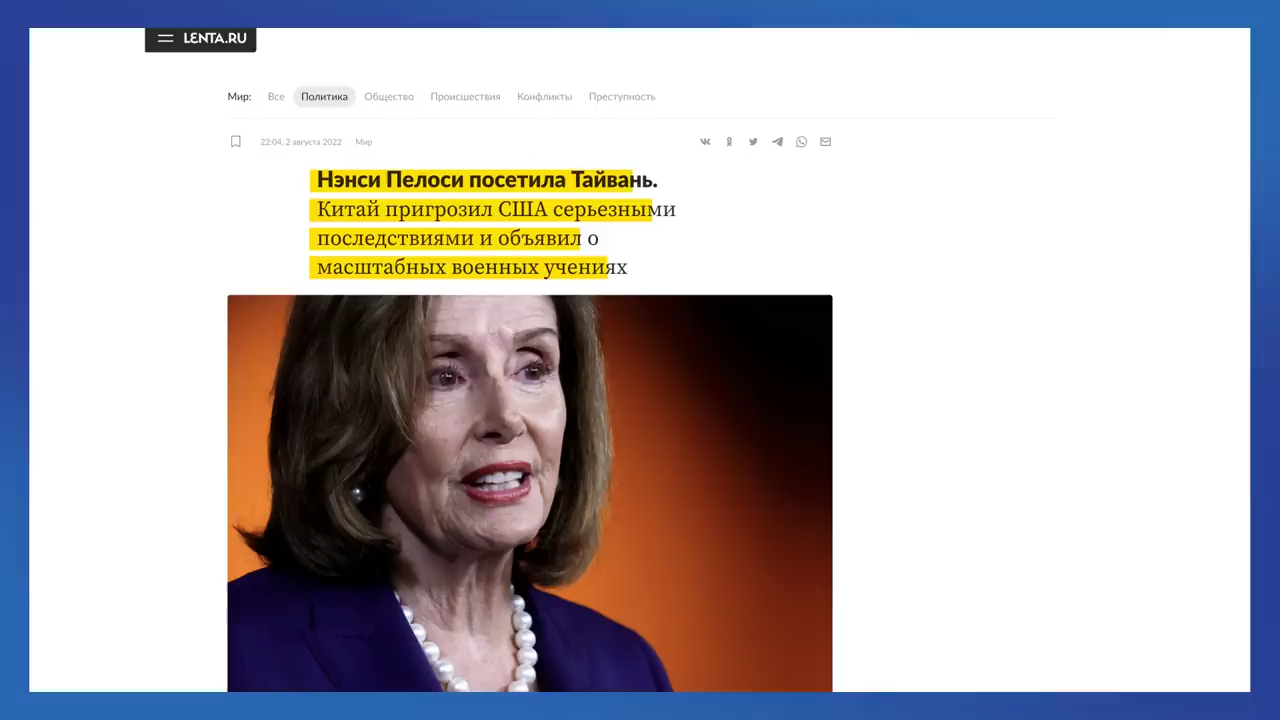 LENTA.RU
Мир: Все Политика Общество Происшествия Конфликты Преступность
22:04, 2 августа 2022 Мир
Нэнси Пелоси посетила Тайвань.
Китай пригрозил США серьезными
последствиями и объявил о
масштабных военных учениях